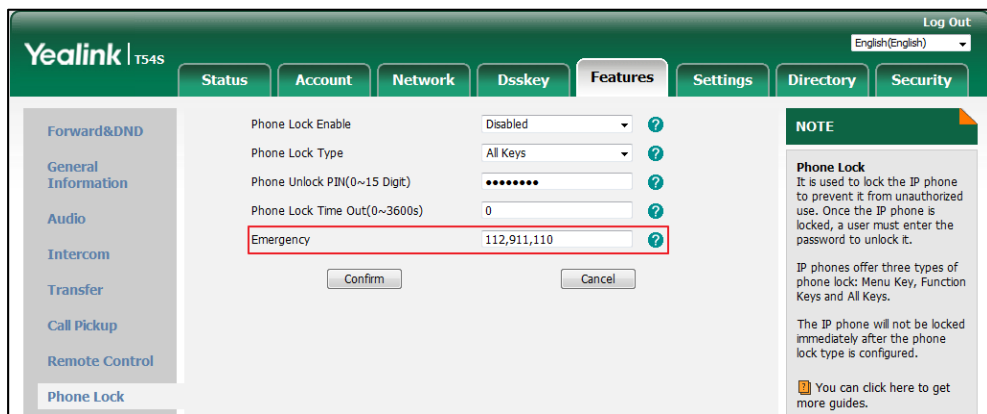 Log Out
English(English)
Yealink T54S
Status Account Network Dsskey Features Settings Directory Security
Forward&DND
General
Information
Audio
Intercom
Transfer
Call Pickup
Remote Control
Phone Lock
Phone Lock Enable Disabled ?
Phone Lock Type All Keys ?
Phone Unlock PIN(0~15 Digit) •••••••• ?
Phone Lock Time Out(0~3600s) 0 ?
Emergency 112,911,110 ?
Confirm Cancel
NOTE
Phone Lock
It is used to lock the IP phone
to prevent it from unauthorized
use. Once the IP phone is
locked, a user must enter the
password to unlock it.
IP phones offer three types of
phone lock: Menu Key, Function
Keys and All Keys.
The IP phone will not be locked
immediately after the phone
lock type is configured.
? You can click here to get
more guides.